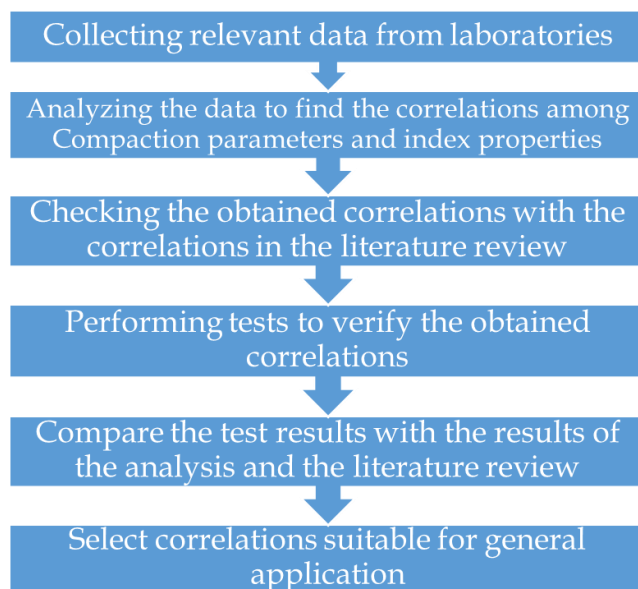 Collecting relevant data from laboratories
Analyzing the data to find the correlations among
Compaction parameters and index properties
Checking the obtained correlations with the
correlations in the literature review
Performing tests to verify the obtained
correlations
Compare the test results with the results of
the analysis and the literature review
Select correlations suitable for general
application